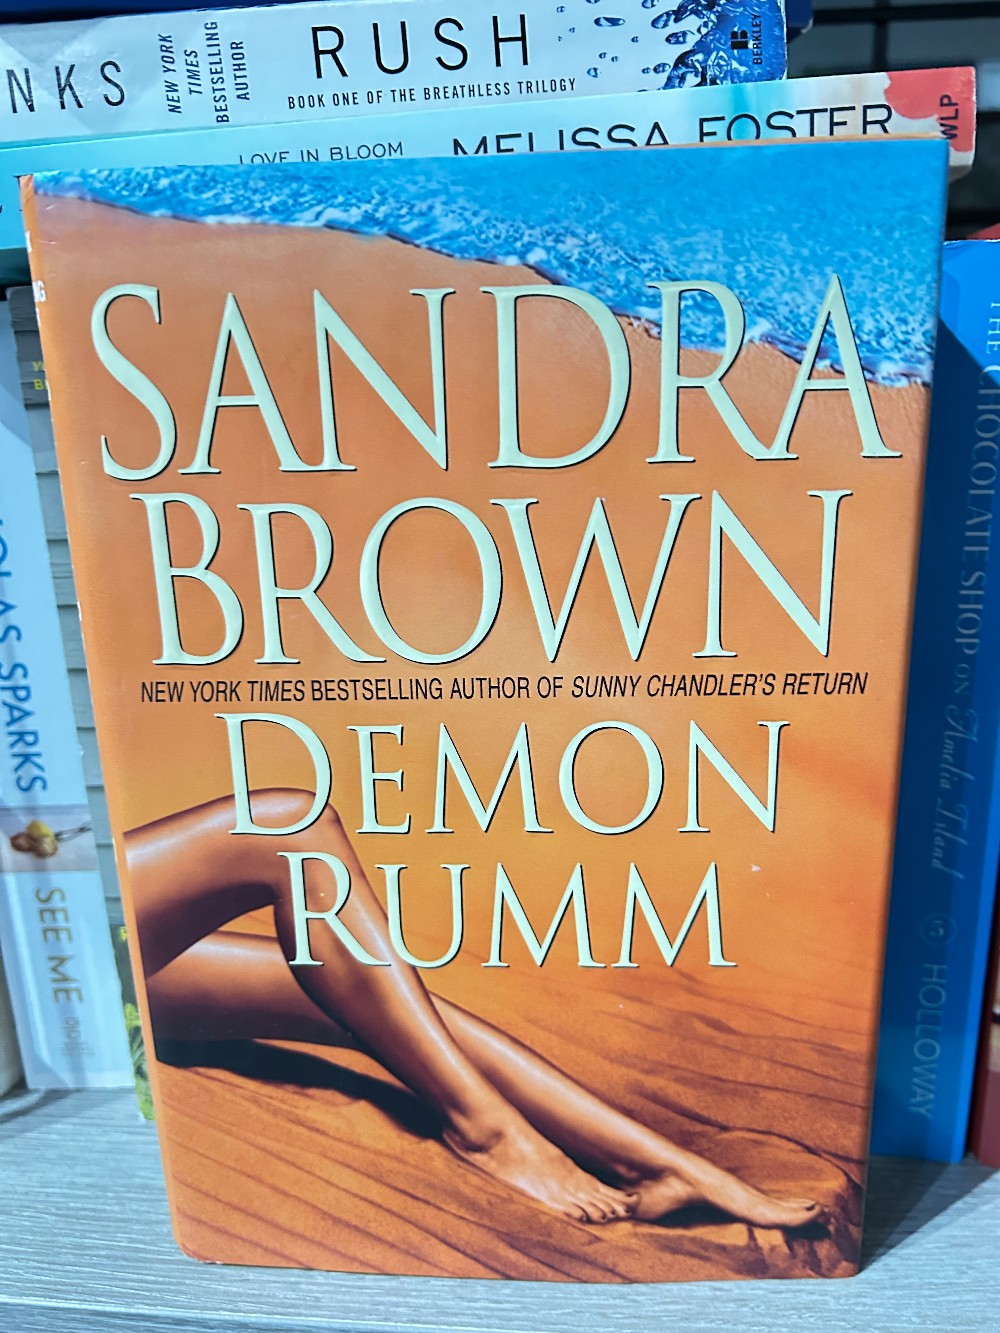 NKS
NEW YORK
TIMES
BESTSELLING
AUTHOR
RUSH
BOOK ONE OF THE BREATHLESS TRILOGY
B
BERKLEY
LOVE IN BLOOM
MELISSA FOSTER
WLP
SANDRA
BROWN
NEW YORK TIMES BESTSELLING AUTHOR OF SUNNY CHANDLER'S RETURN
DEMON
RUMM
OLAS SPARKS
SEE ME
THE CHOCOLATE SHOP ON Amelia Island
HOLLOWAY